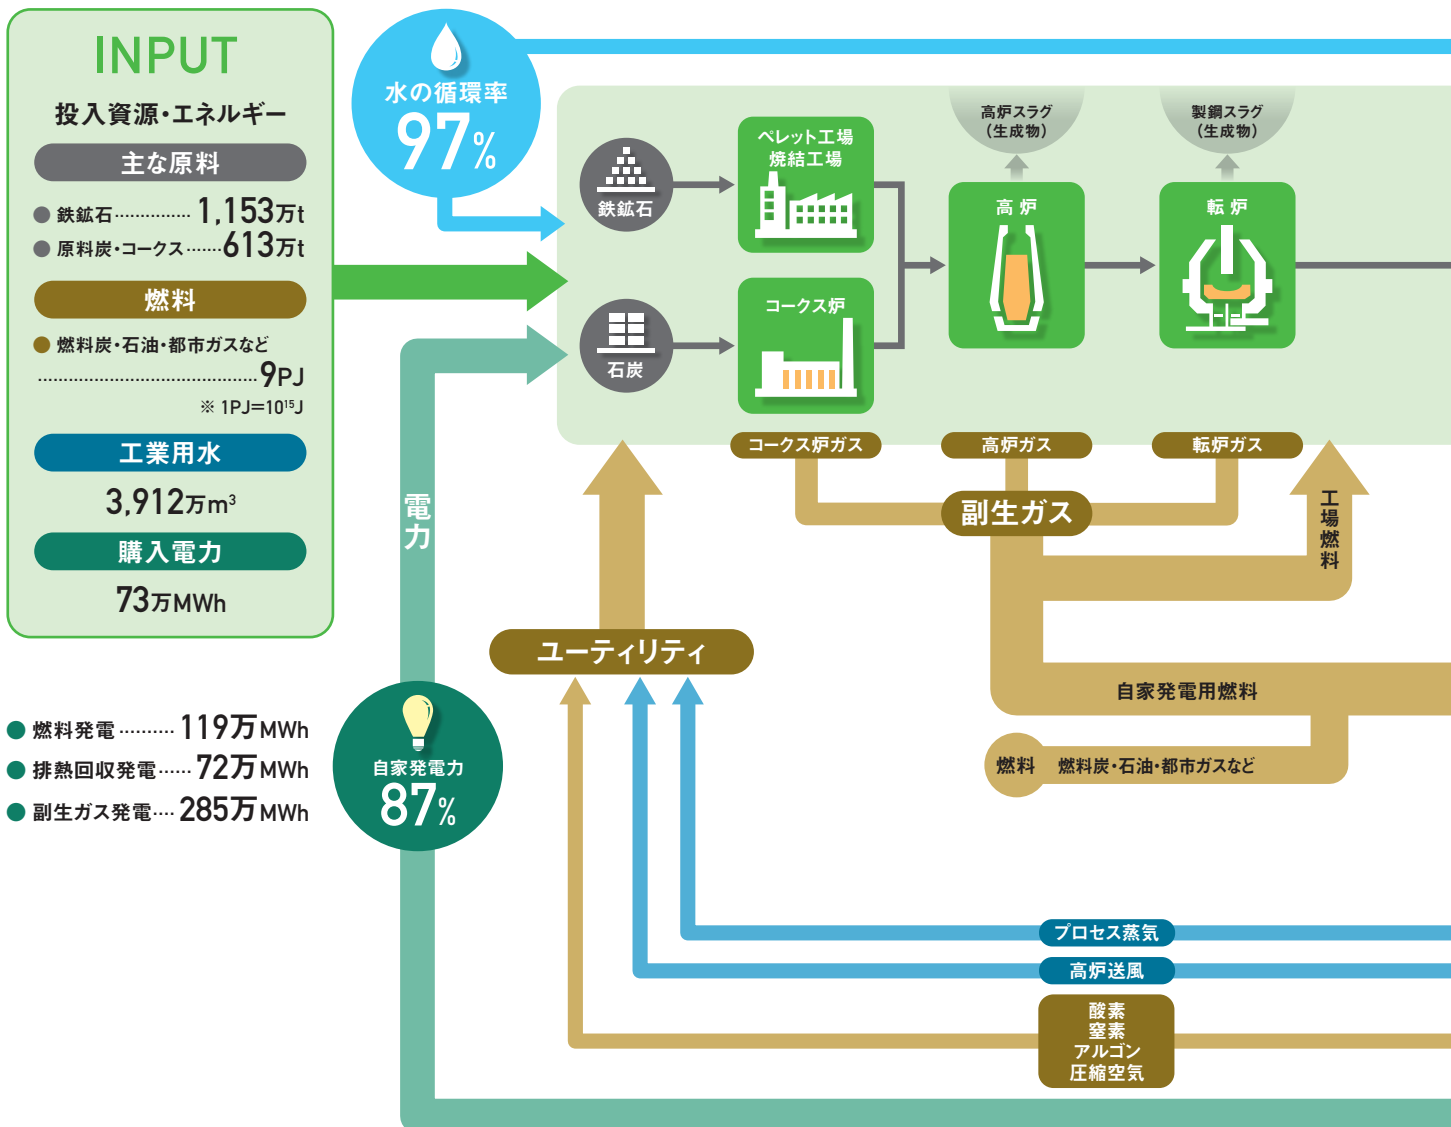 INPUT
投入資源・エネルギー
主な原料
鉄鉱石……………1,153万t
原料炭・コークス……613万t
燃料
燃料炭・石油・都市ガスなど
……………………………………9PJ
※ 1PJ=10¹⁵J
工業用水
3,912万m³
購入電力
73万MWh
燃料発電………119万MWh
排熱回収発電……72万MWh
副生ガス発電…285万MWh
水の循環率
97%
電力
自家発電力
87%
鉄鉱石
石炭
ペレット工場
焼結工場
コークス炉
高炉スラグ
(生成物)
高炉
製鋼スラグ
(生成物)
転炉
コークス炉ガス
高炉ガス
転炉ガス
副生ガス
工場燃料
ユーティリティ
自家発電用燃料
燃料 燃料炭・石油・都市ガスなど
プロセス蒸気
高炉送風
酸素
窒素
アルゴン
圧縮空気